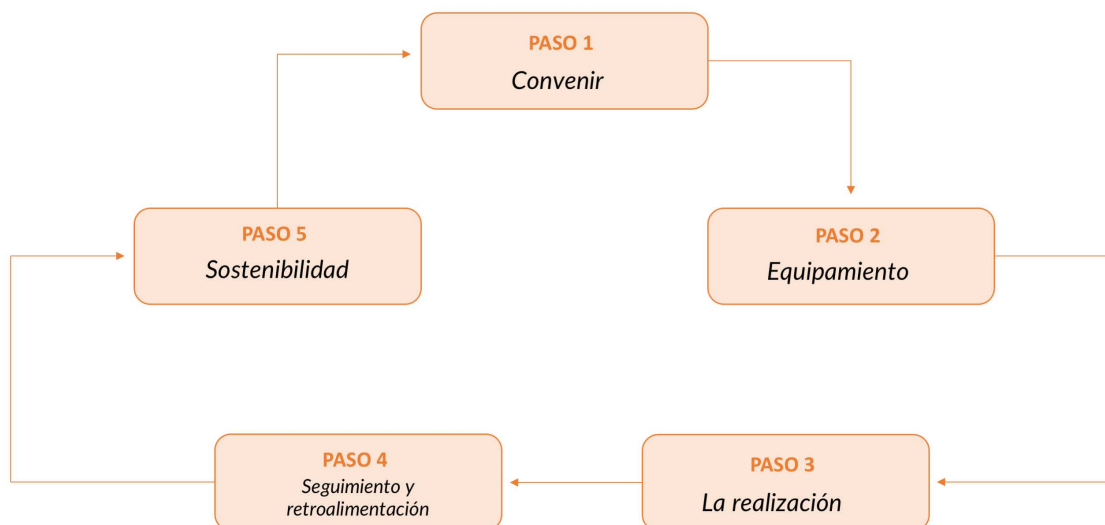 PASO 1
Convenir
PASO 2
Equipamiento
PASO 3
La realización
PASO 4
Seguimiento y
retroalimentación
PASO 5
Sostenibilidad